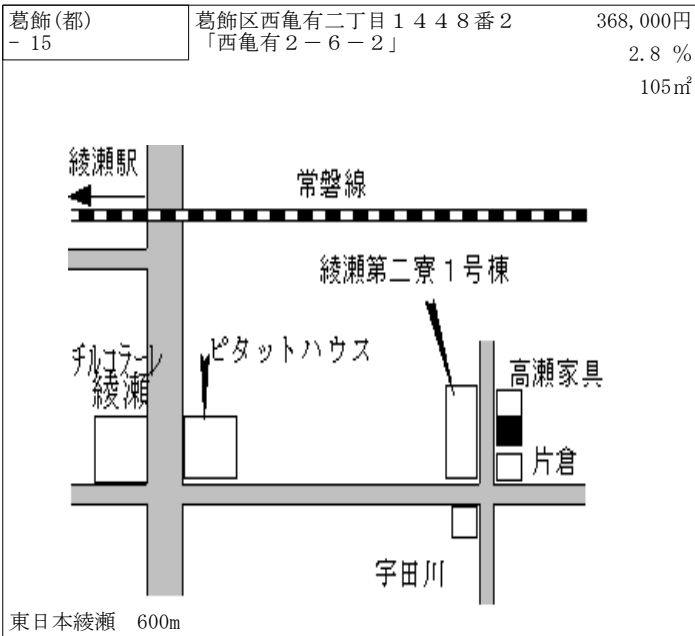 葛飾(都)
－ 15
葛飾区西亀有二丁目１４４８番２
「西亀有２－６－２」
368,000円
2.8 %
105㎡
綾瀬駅
常磐線
綾瀬第二寮１号棟
チルコラーレ
綾瀬
ピタットハウス
高瀬家具
片倉
宇田川
東日本綾瀬　600m